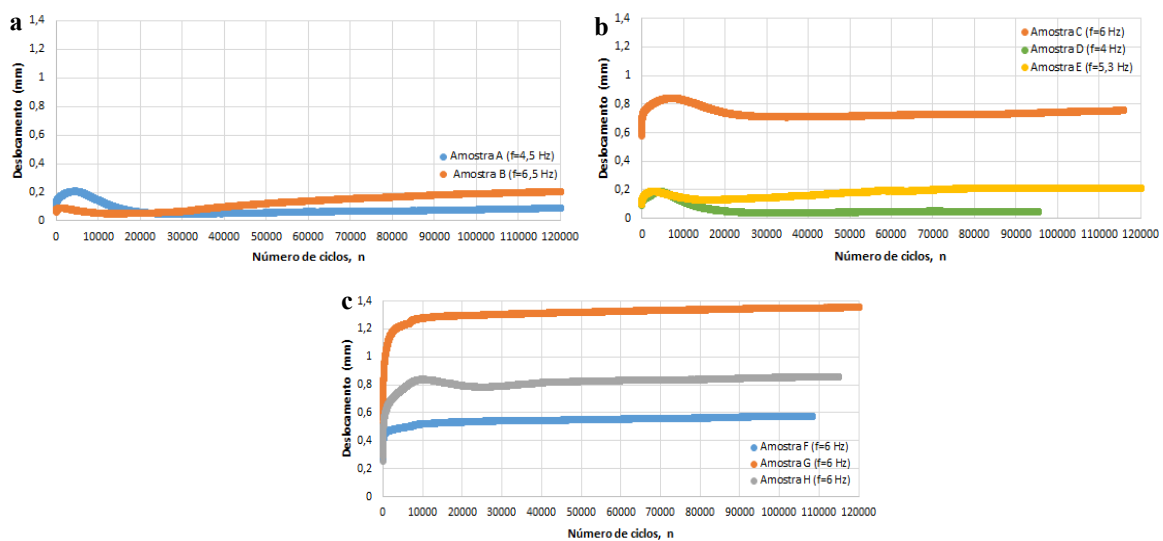 a
1,4
1,2
1
0,8
0,6
0,4
0,2
0
Deslocamento (mm)
Amostra A (f=4,5 Hz)
Amostra B (f=6,5 Hz)
0 10000 20000 30000 40000 50000 60000 70000 80000 90000 100000 110000 120000
Número de ciclos, n
b
1,4
1,2
1
0,8
0,6
0,4
0,2
0
Deslocamento (mm)
Amostra C (f=6 Hz)
Amostra D (f=4 Hz)
Amostra E (f=5,3 Hz)
0 10000 20000 30000 40000 50000 60000 70000 80000 90000 100000 110000 120000
Número de ciclos, n
c
1,4
1,2
1
0,8
0,6
0,4
0,2
0
Deslocamento (mm)
Amostra F (f=6 Hz)
Amostra G (f=6 Hz)
Amostra H (f=6 Hz)
0 10000 20000 30000 40000 50000 60000 70000 80000 90000 100000 110000 120000
Número de ciclos, n